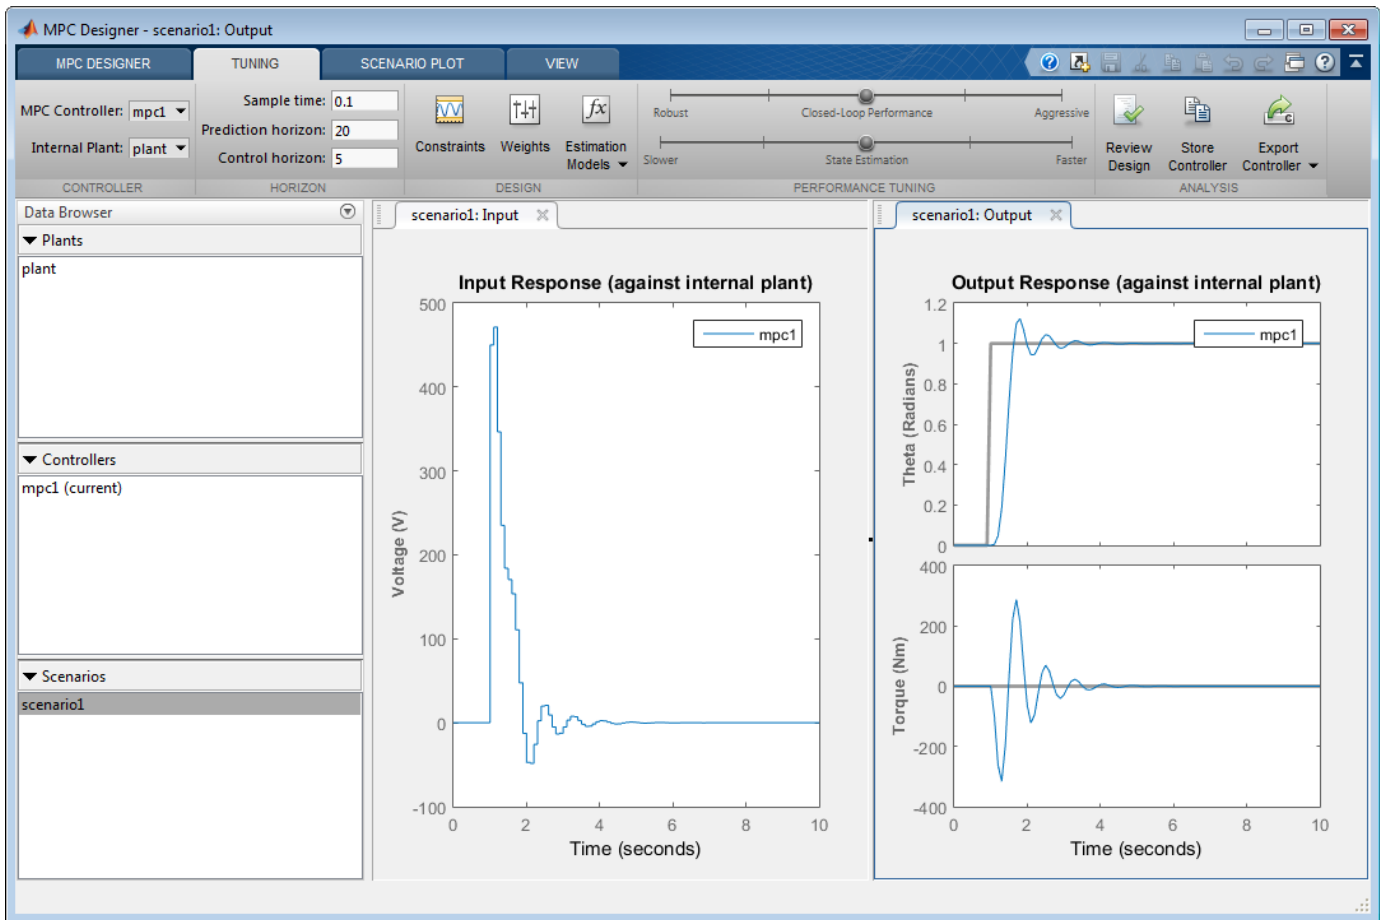 MPC Designer - scenario1: Output
MPC DESIGNER TUNING SCENARIO PLOT VIEW
MPC Controller: mpc1
Internal Plant: plant
CONTROLLER
Sample time: 0.1
Prediction horizon: 20
Control horizon: 5
HORIZON
Constraints
Weights
Estimation
Models
DESIGN
Robust Closed-Loop Performance Aggressive
Slower State Estimation Faster
PERFORMANCE TUNING
Review
Design
Store
Controller
Export
Controller
ANALYSIS
Data Browser
Plants
plant
Controllers
mpc1 (current)
Scenarios
scenario1
scenario1: Input
Input Response (against internal plant)
mpc1
Voltage (V)
500
400
300
200
100
0
-100
0 2 4 6 8 10
Time (seconds)
scenario1: Output
Output Response (against internal plant)
mpc1
Theta (Radians)
1.2
1
0.8
0.6
0.4
0.2
0
Torque (Nm)
400
200
0
-200
-400
0 2 4 6 8 10
Time (seconds)